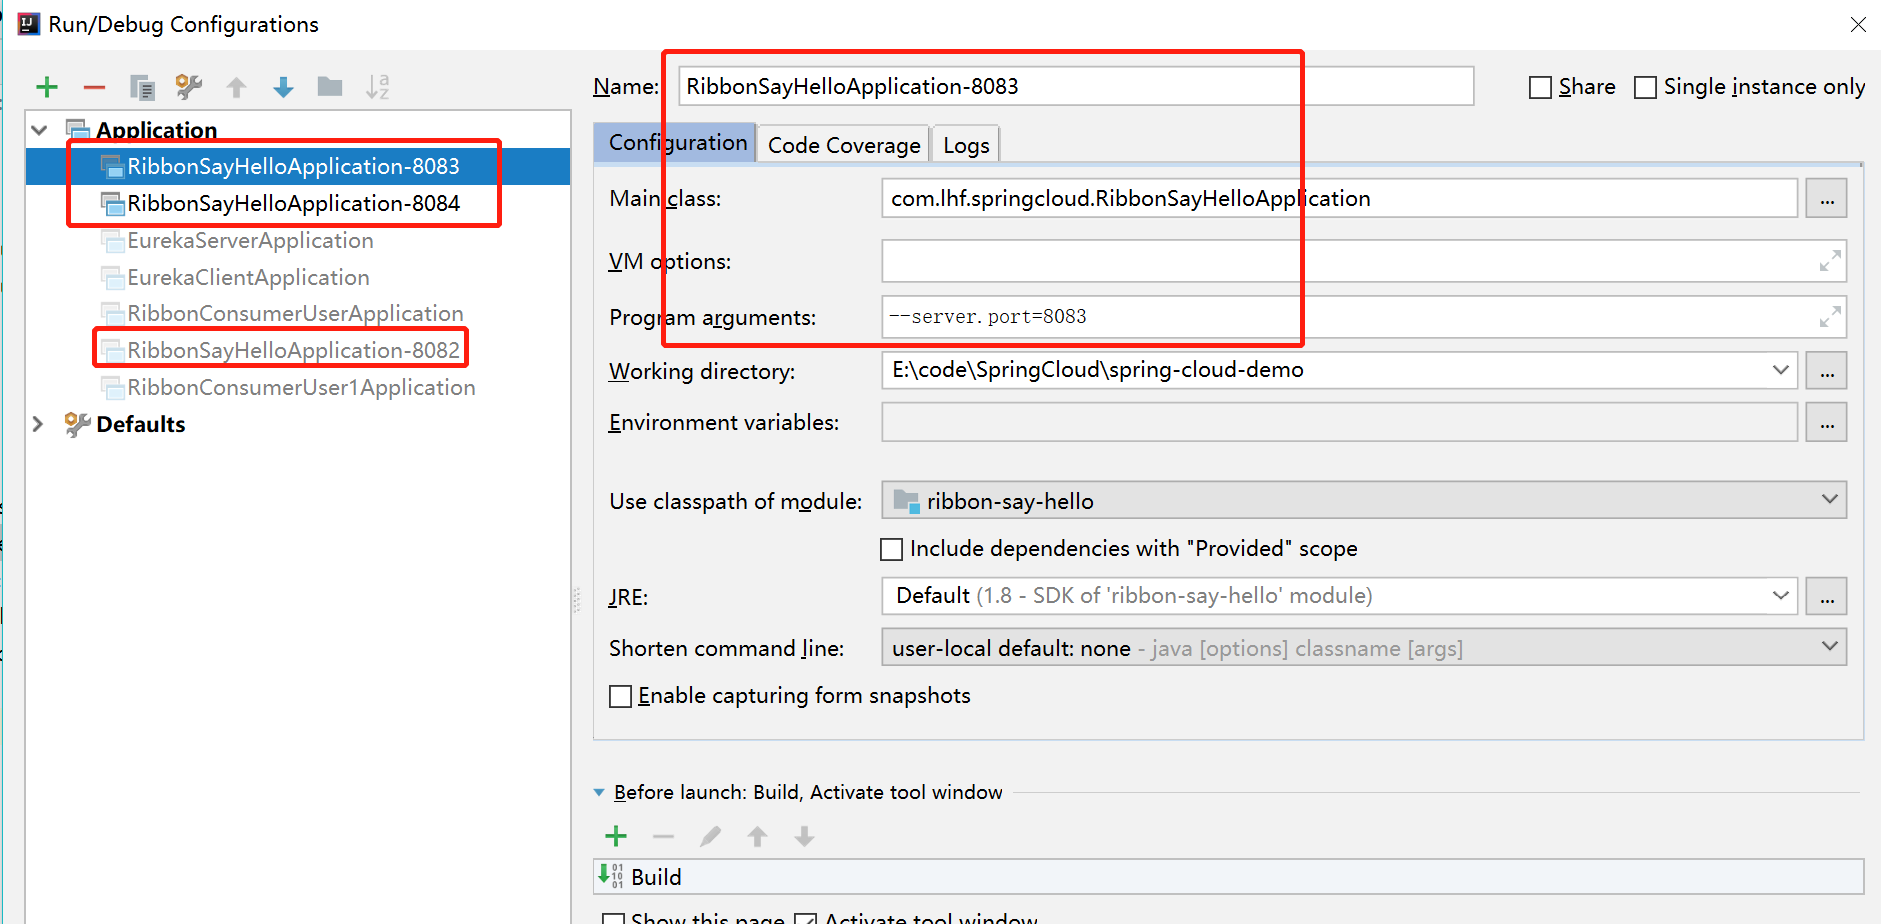 Run/Debug Configurations
Name: RibbonSayHelloApplication-8083
Share
Single instance only
Application
RibbonSayHelloApplication-8083
RibbonSayHelloApplication-8084
EurekaServerApplication
EurekaClientApplication
RibbonConsumerUserApplication
RibbonSayHelloApplication-8082
RibbonConsumerUser1Application
Defaults
Configuration
Code Coverage
Logs
Main class: com.lhf.springcloud.RibbonSayHelloApplication ...
VM options:
Program arguments: --server.port=8083
Working directory: E:\code\SpringCloud\spring-cloud-demo ...
Environment variables: ...
Use classpath of module: ribbon-say-hello
Include dependencies with "Provided" scope
JRE: Default (1.8 - SDK of 'ribbon-say-hello' module) ...
Shorten command line: user-local default: none - java [options] classname [args]
Enable capturing form snapshots
Before launch: Build, Activate tool window
Build
Show this page
Activate tool window